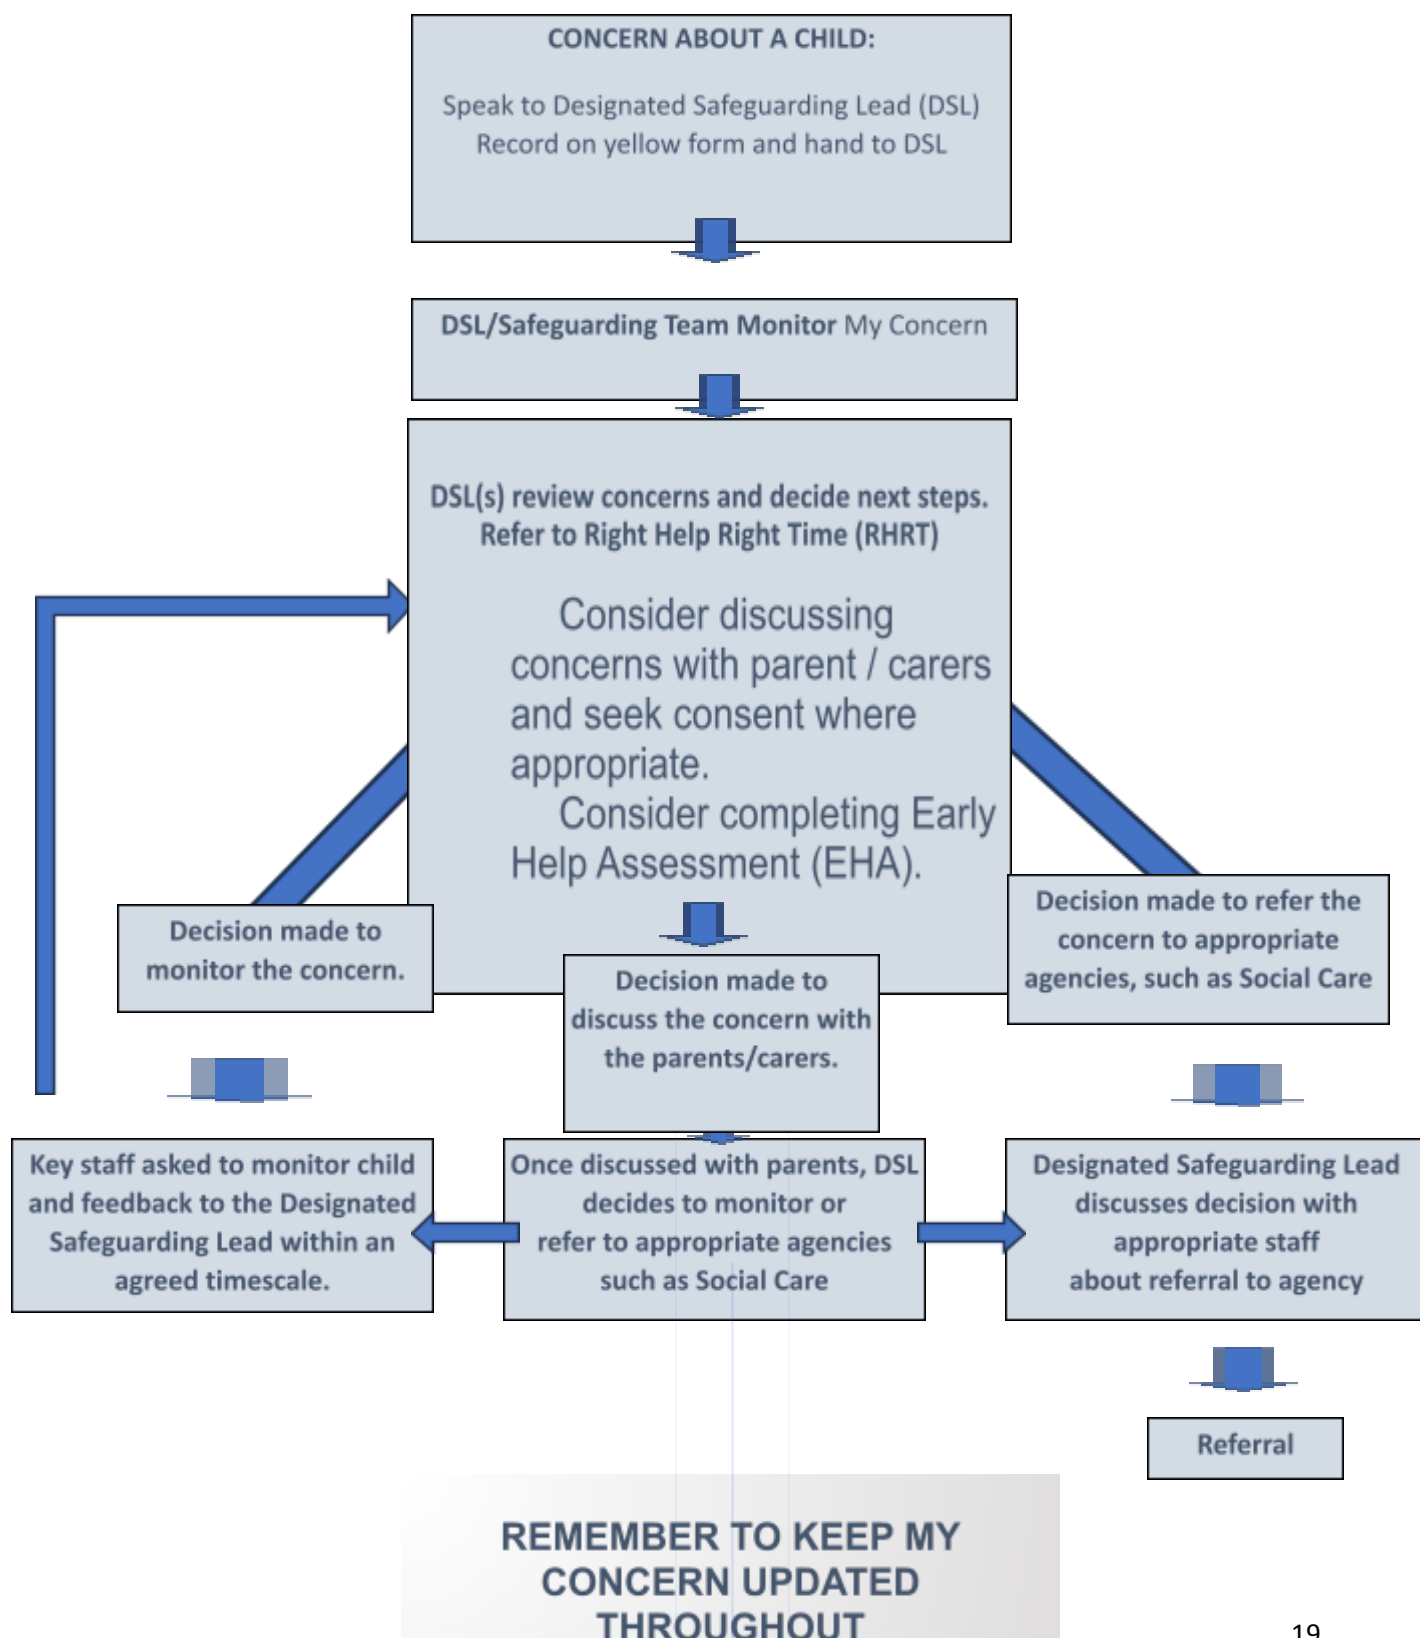 CONCERN ABOUT A CHILD:
Speak to Designated Safeguarding Lead (DSL)
Record on yellow form and hand to DSL
DSL/Safeguarding Team Monitor My Concern
DSL(s) review concerns and decide next steps.
Refer to Right Help Right Time (RHRT)
Consider discussing
concerns with parent / carers
and seek consent where
appropriate.
Consider completing Early
Help Assessment (EHA).
Decision made to
monitor the concern.
Decision made to
discuss the concern with
the parents/carers.
Decision made to refer the
concern to appropriate
agencies, such as Social Care
Key staff asked to monitor child
and feedback to the Designated
Safeguarding Lead within an
agreed timescale.
Once discussed with parents, DSL
decides to monitor or
refer to appropriate agencies
such as Social Care
Designated Safeguarding Lead
discusses decision with
appropriate staff
about referral to agency
Referral
REMEMBER TO KEEP MY
CONCERN UPDATED
THROUGHOUT
19